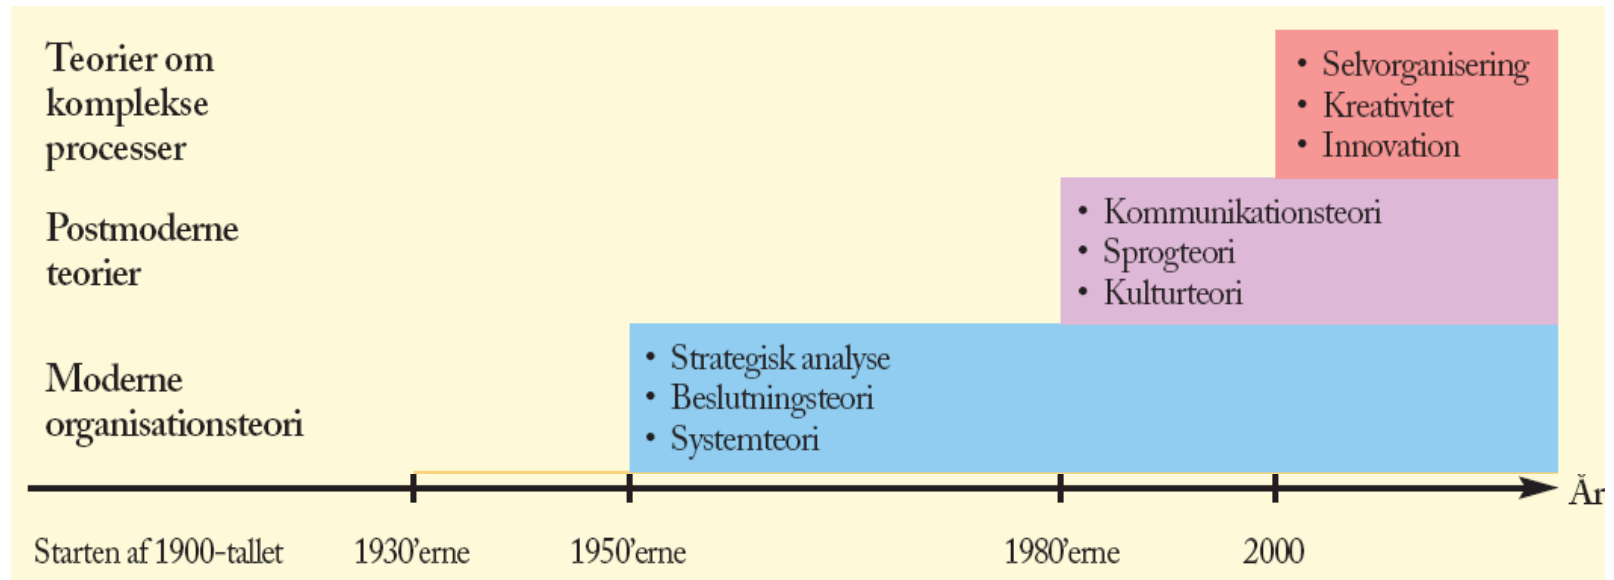 Teorier om
komplekse
processer
• Selvorganisering
• Kreativitet
• Innovation
Postmoderne
teorier
• Kommunikationsteori
• Sprogteori
• Kulturteori
Moderne
organisationsteori
• Strategisk analyse
• Beslutningsteori
• Systemteori
År
Starten af 1900-tallet 1930'erne 1950'erne 1980'erne 2000